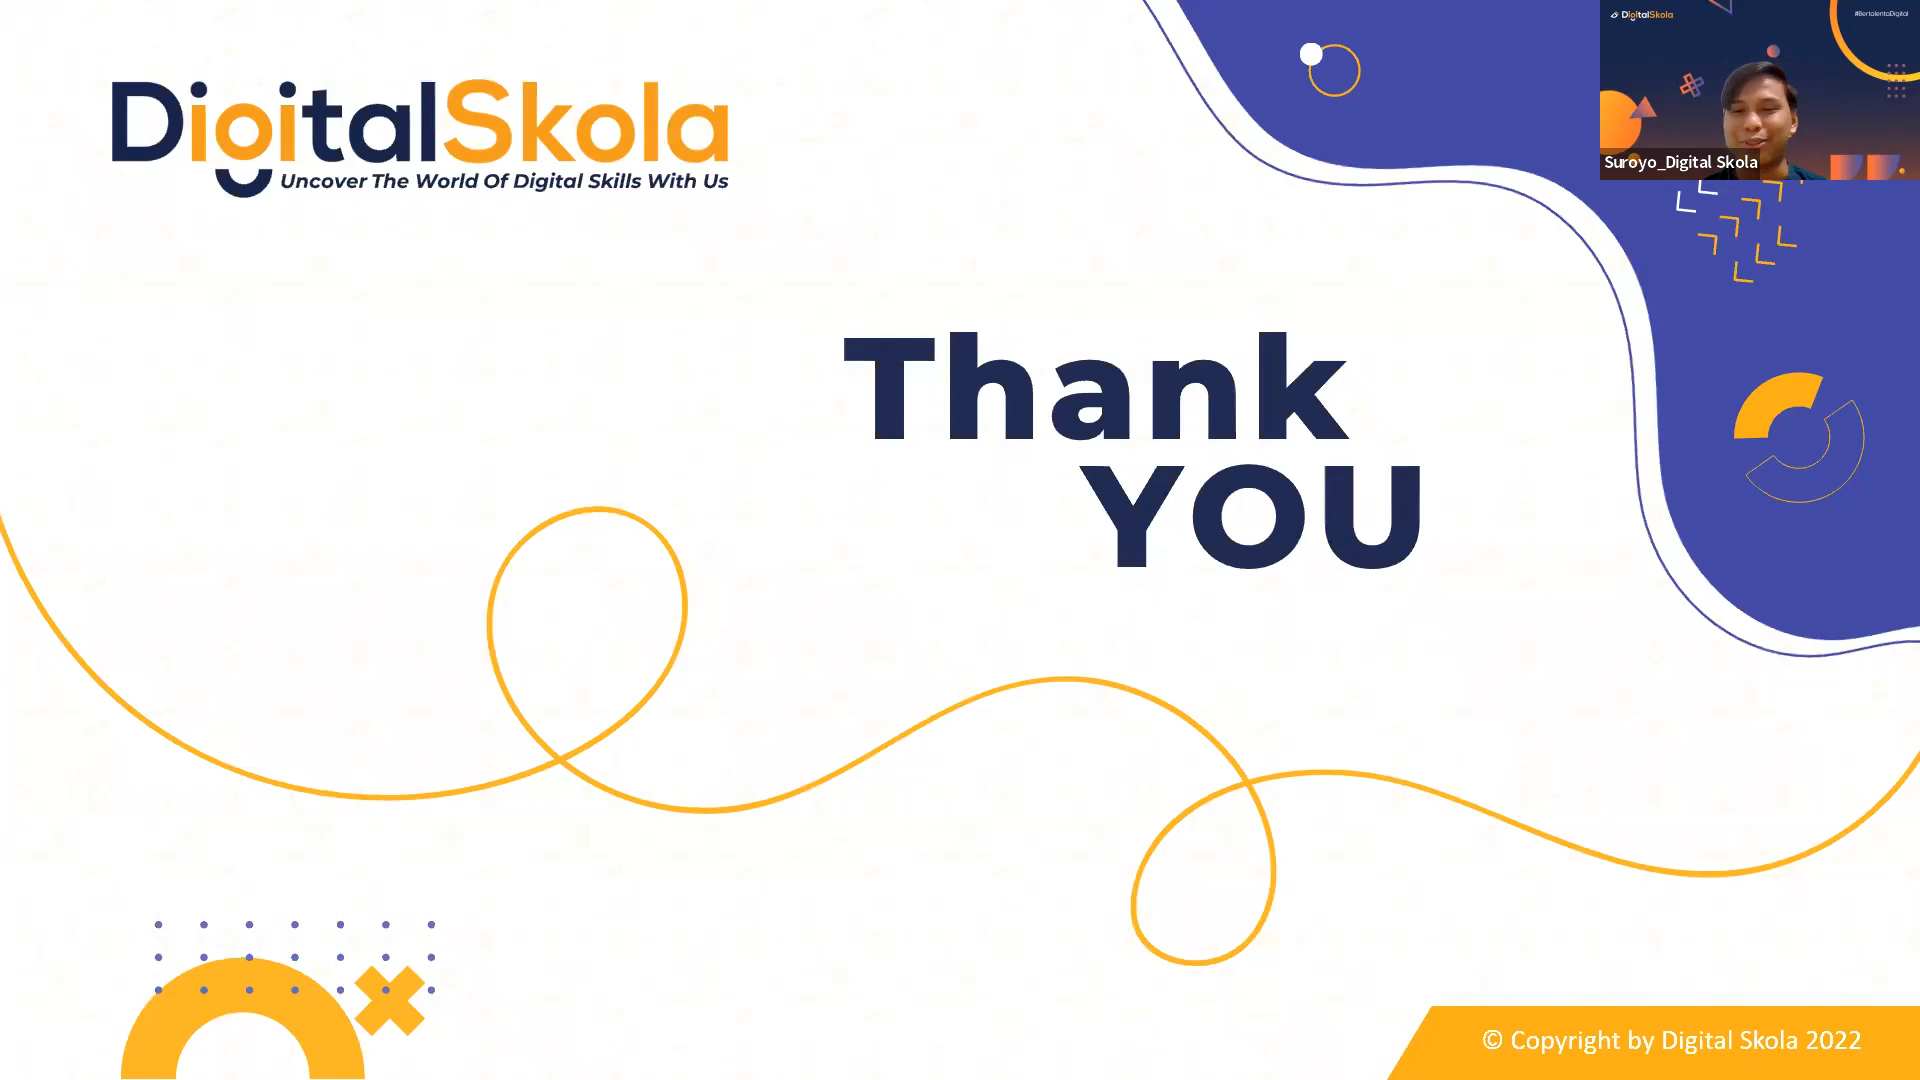 DigitalSkola
Uncover The World Of Digital Skills With Us
DigitalSkola
#BertalentaDigital
Suroyo_Digital Skola
Thank
YOU
© Copyright by Digital Skola 2022